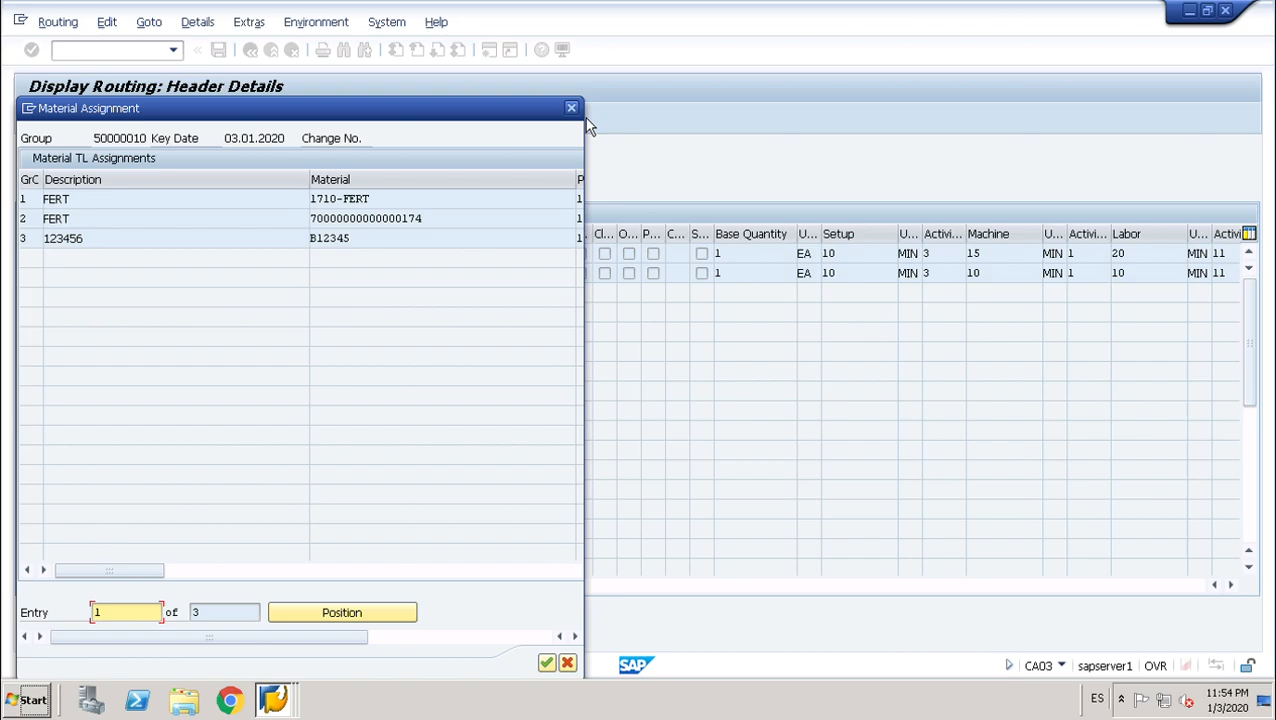 Routing Edit Goto Details Extras Environment System Help
Display Routing: Header Details
Material Assignment
Group 50000010 Key Date 03.01.2020 Change No.
Material TL Assignments
GrC Description Material P
1 FERT 1710-FERT 1
2 FERT 70000000000000174 1
3 123456 B12345 1
Cl... O... P... C... S... Base Quantity U... Setup U... Activi... Machine U... Activi... Labor U... Activi
1 EA 10 MIN 3 15 MIN 1 20 MIN 11
1 EA 10 MIN 3 10 MIN 1 10 MIN 11
Entry 1 of 3 Position
SAP CA03 sapserver1 OVR
Start ES 11:54 PM
1/3/2020